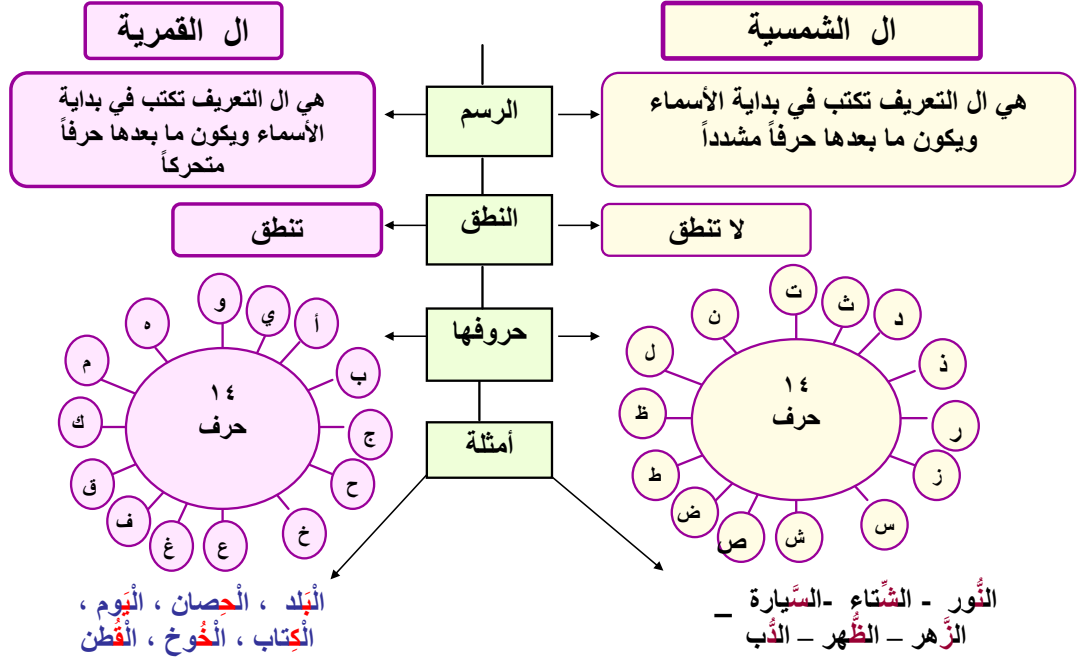 ال الشمسية
ال القمرية
الرسم
هي ال التعريف تكتب في بداية الأسماء
ويكون ما بعدها حرفاً مشدداً
هي ال التعريف تكتب في بداية
الأسماء ويكون ما بعدها حرفاً
متحركاً
النطق
لا تنطق
تنطق
حروفها
١٤
حرف
ت
ث
د
ذ
ر
ز
س
ش
ص
ض
ط
ظ
ل
ن
١٤
حرف
أ
ب
ج
ح
خ
ع
غ
ف
ق
ك
م
ه
و
ي
أمثلة
النُّور - الشِّتاء -السَّيارة _
الزَّهر – الظُّهر – الدُّب
الْبَلد ، الْحِصان ، الْيَوم ،
الْكِتاب ، الْخُوخ ، الْقُطن